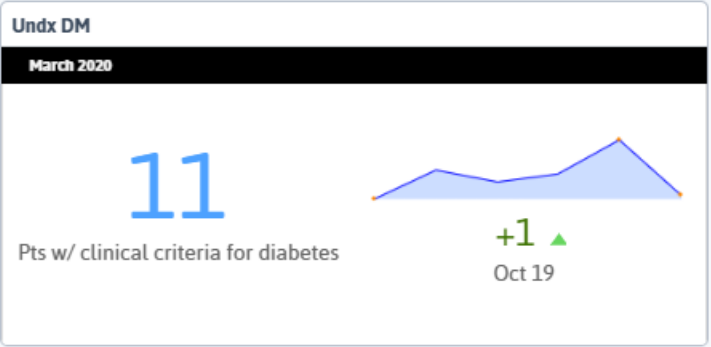 Undx DM
March 2020
11
Pts w/ clinical criteria for diabetes
+1
Oct 19